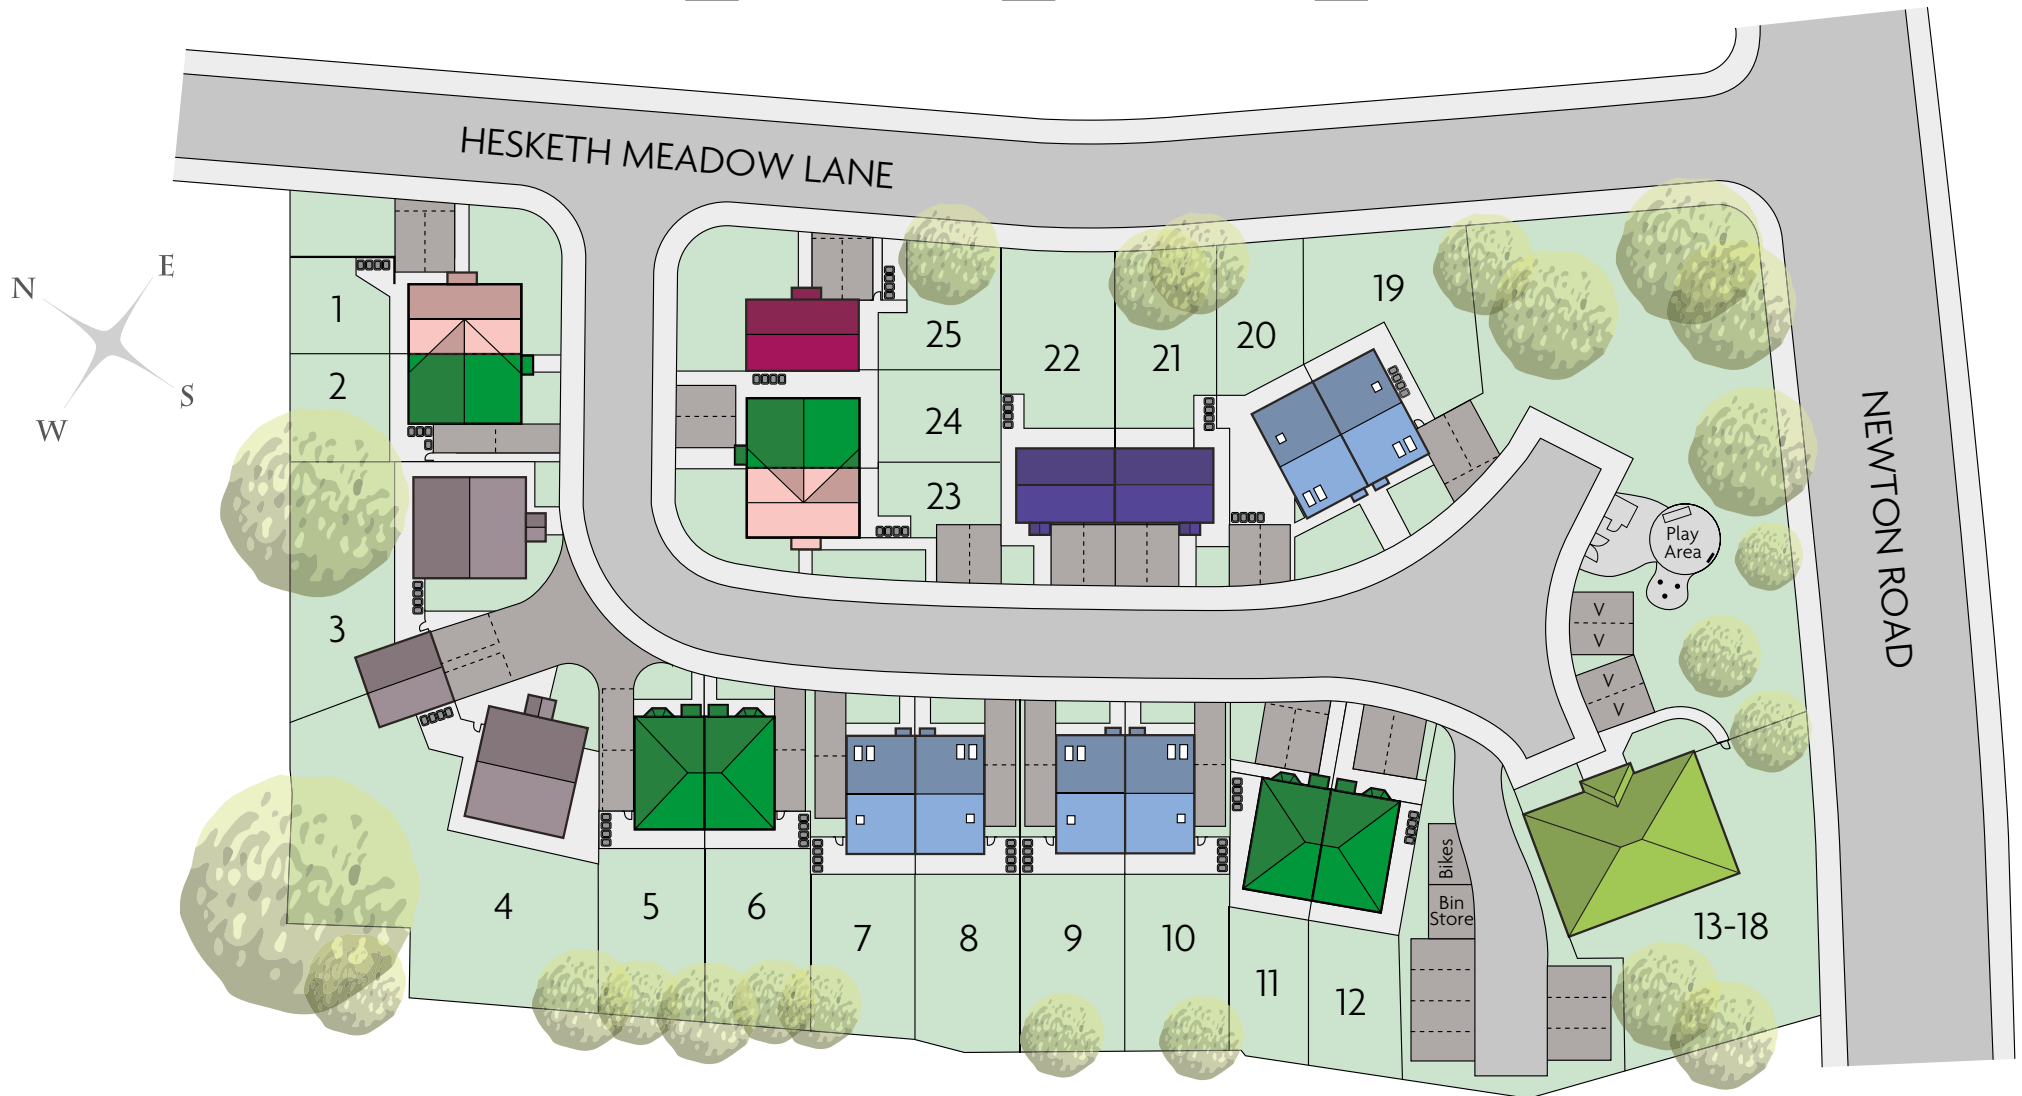 HESKETH MEADOW LANE
N
E
S
W
NEWTON ROAD
1
2
3
4
5
6
7
8
9
10
11
12
13-18
19
20
21
22
23
24
25
Play
Area
V
V
V
V
Bikes
Bin
Store